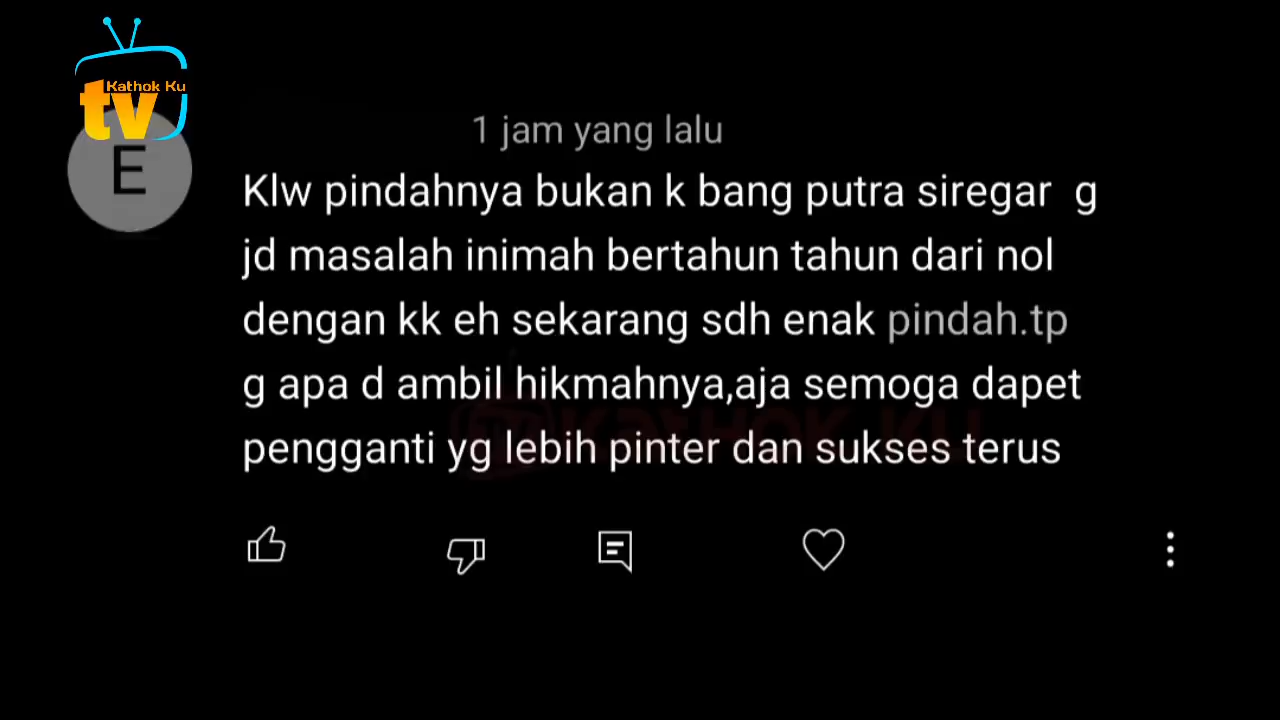 Kathok Ku
tv
E
1 jam yang lalu
Klw pindahnya bukan k bang putra siregar g
jd masalah inimah bertahun tahun dari nol
dengan kk eh sekarang sdh enak pindah.tp
g apa d ambil hikmahnya,aja semoga dapet
pengganti yg lebih pinter dan sukses terus
KATHOK KU